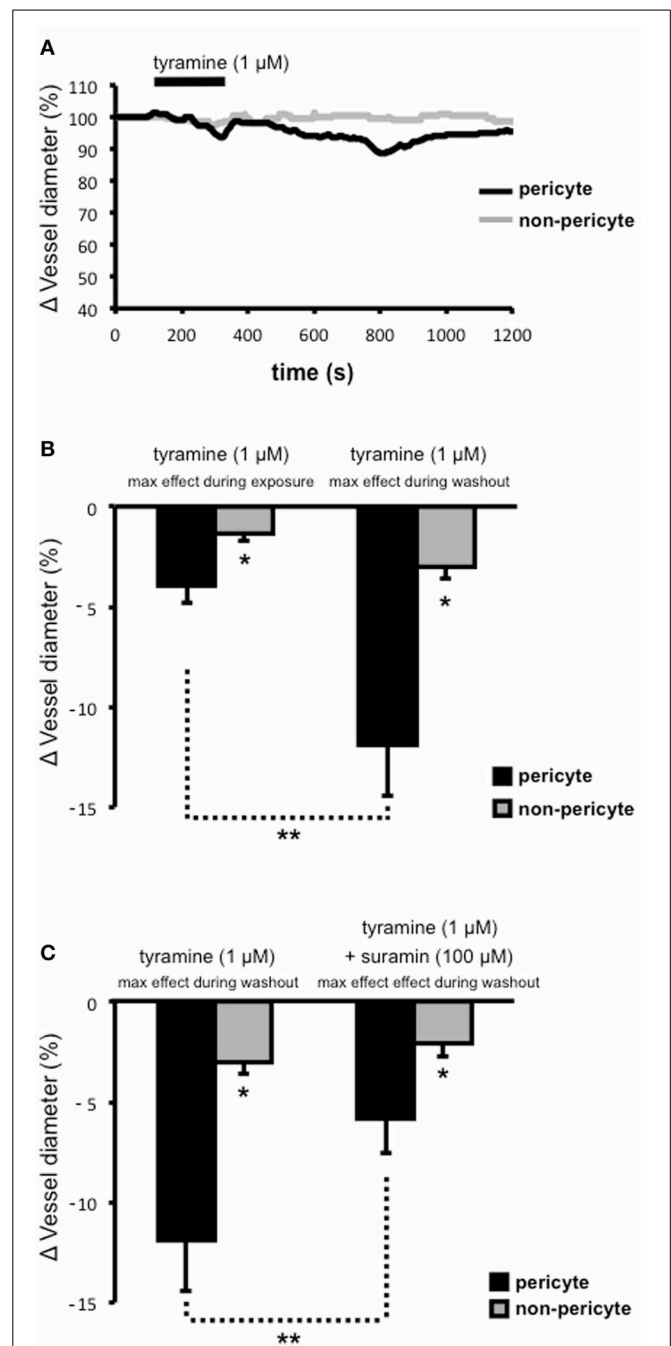 A
tyramine (1 µM)
110
100
90
80
70
60
50
40
Δ Vessel diameter (%)
pericyte
non-pericyte
0 200 400 600 800 1000 1200
time (s)
B
tyramine (1 µM) tyramine (1 µM)
max effect during exposure max effect during washout
0
-5
-10
-15
Δ Vessel diameter (%)
* *
pericyte
non-pericyte
**
C
tyramine (1 µM)
tyramine (1 µM) + suramin (100 µM)
max effect during washout max effect effect during washout
0
-5
-10
-15
Δ Vessel diameter (%)
* *
pericyte
non-pericyte
**